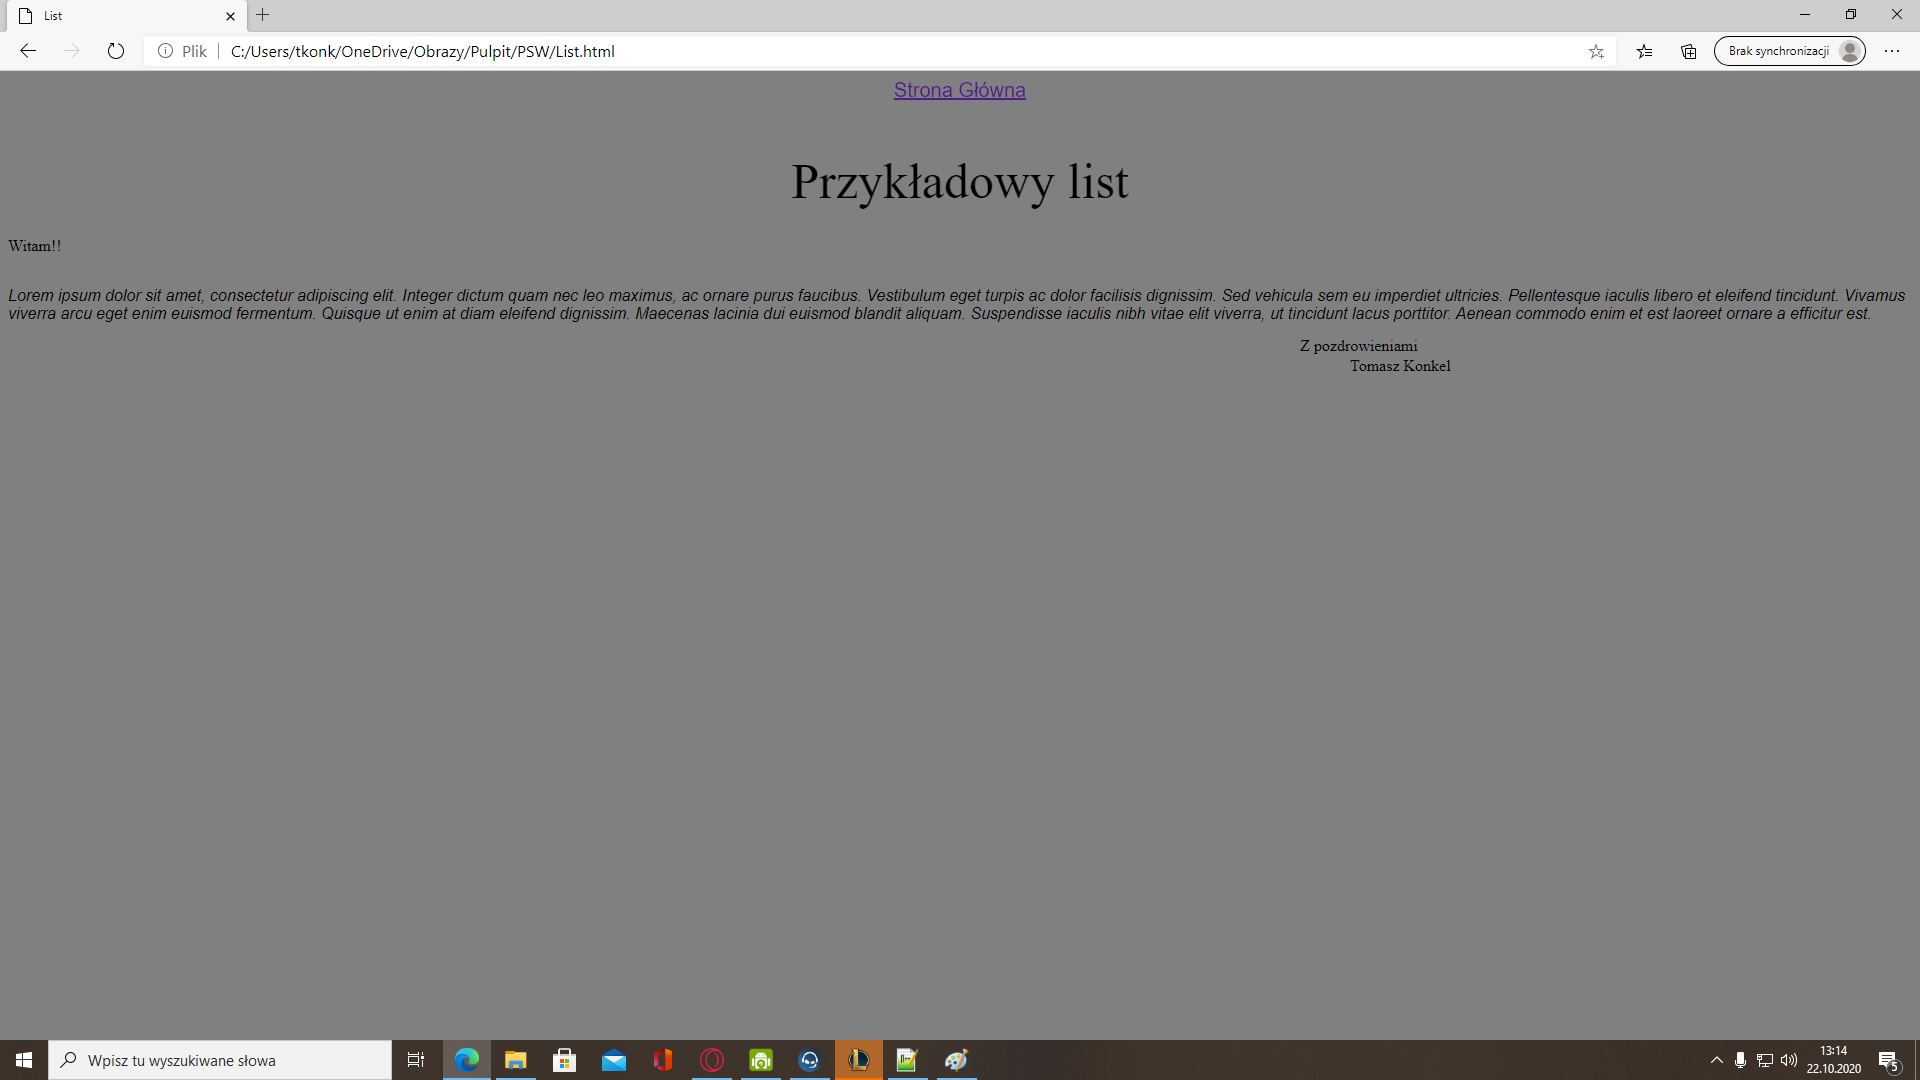 List
Plik
C:/Users/tkonk/OneDrive/Obrazy/Pulpit/PSW/List.html
Brak synchronizacji
Strona Główna
Przykładowy list
Witam!!
Lorem ipsum dolor sit amet, consectetur adipiscing elit. Integer dictum quam nec leo maximus, ac ornare purus faucibus. Vestibulum eget turpis ac dolor facilisis dignissim. Sed vehicula sem eu imperdiet ultricies. Pellentesque iaculis libero et eleifend tincidunt. Vivamus
viverra arcu eget enim euismod fermentum. Quisque ut enim at diam eleifend dignissim. Maecenas lacinia dui euismod blandit aliquam. Suspendisse iaculis nibh vitae elit viverra, ut tincidunt lacus porttitor. Aenean commodo enim et est laoreet ornare a efficitur est.
Z pozdrowieniami
Tomasz Konkel
Wpisz tu wyszukiwane słowa
13:14
22.10.2020
5